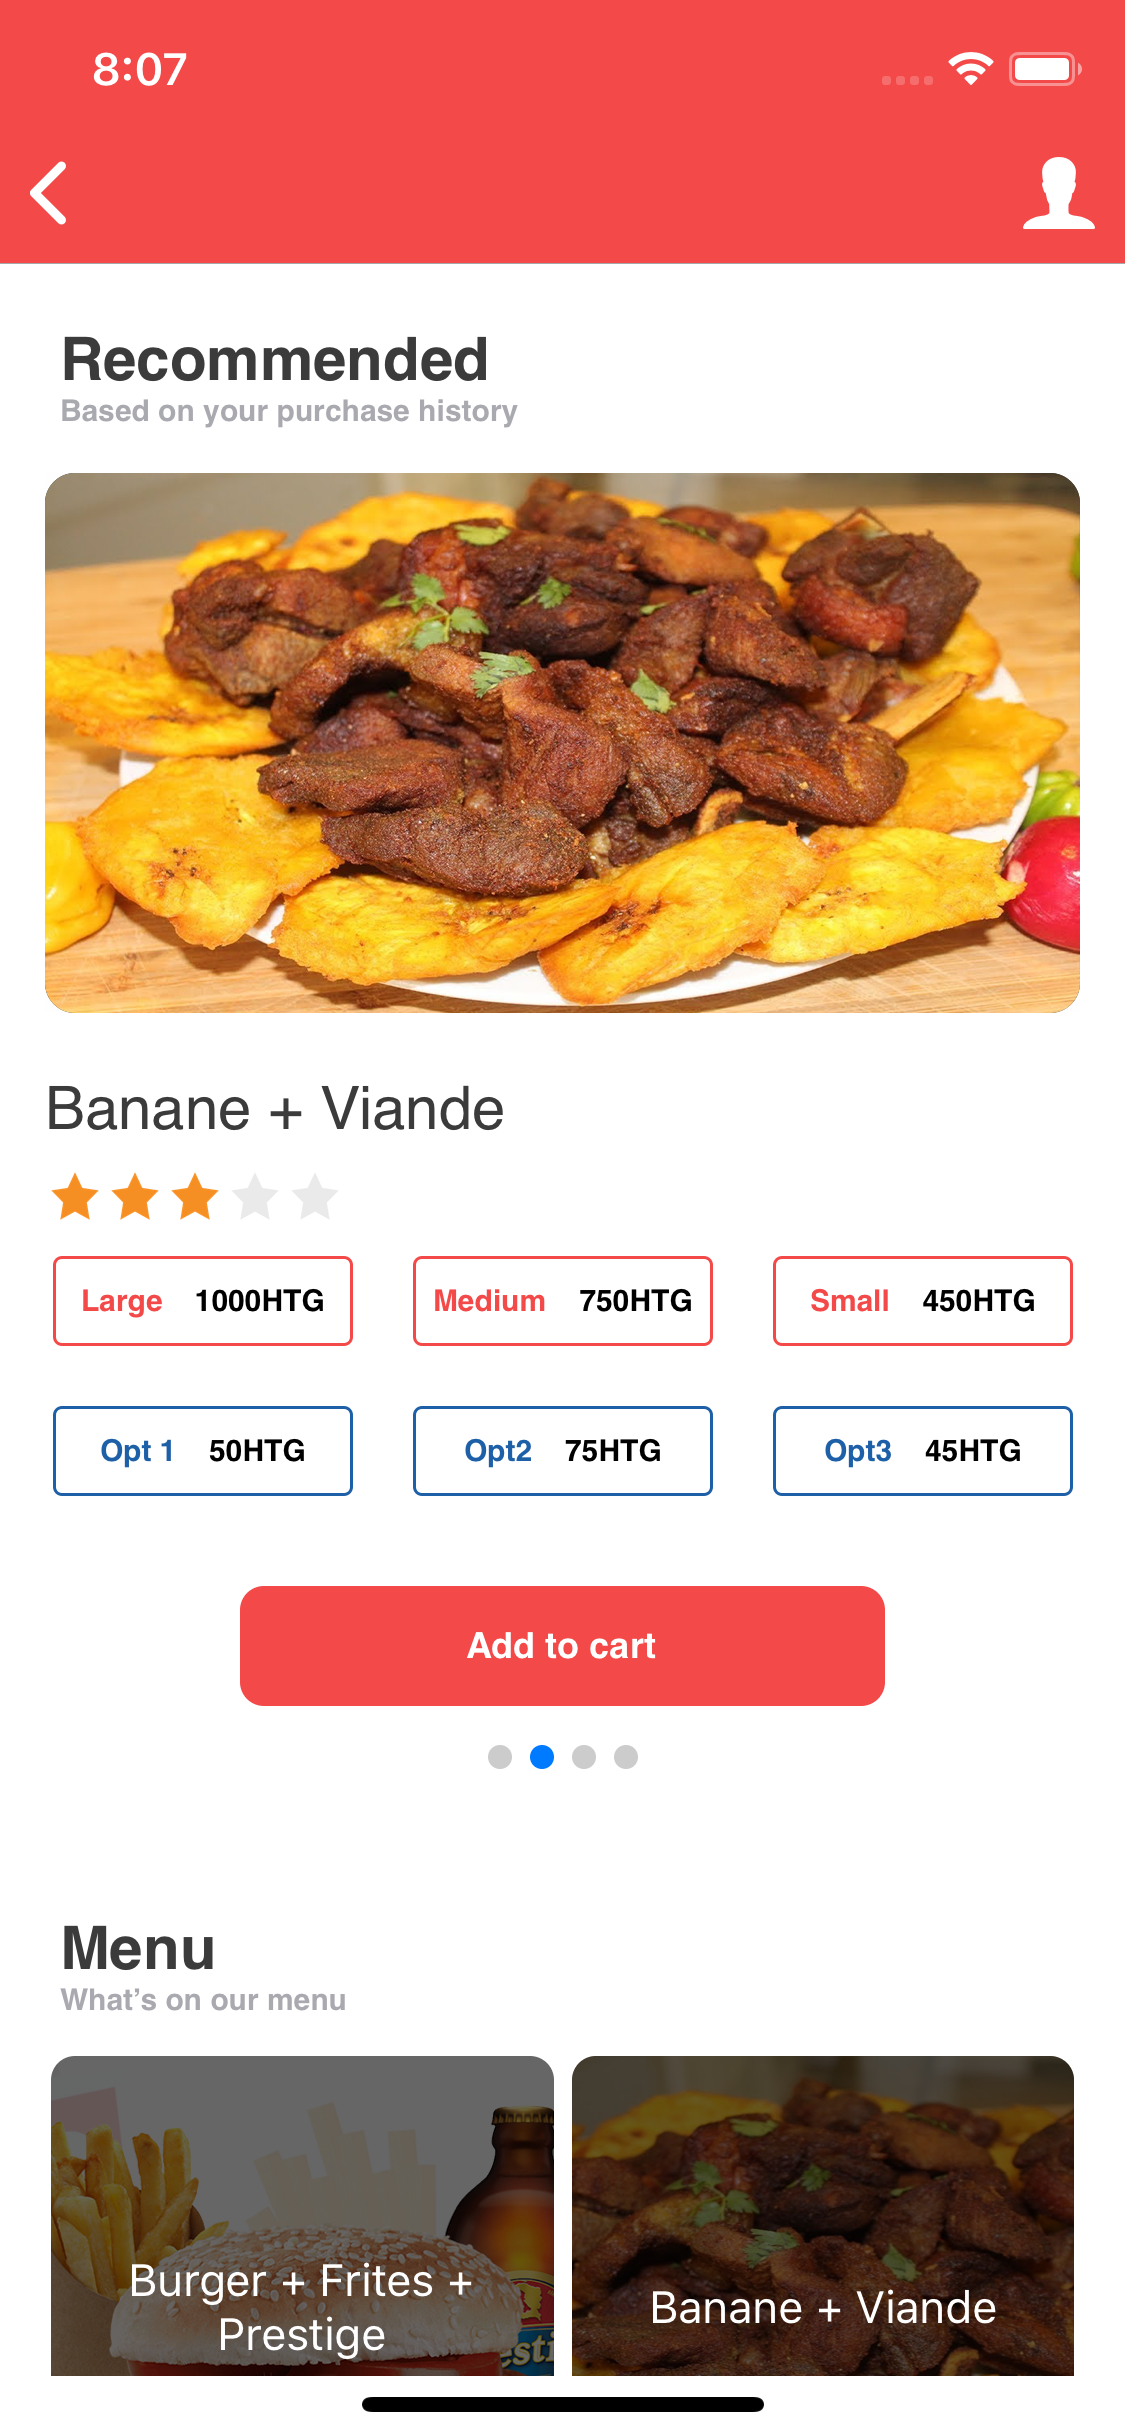 8:07
Recommended
Based on your purchase history
Banane + Viande
Large 1000HTG
Medium 750HTG
Small 450HTG
Opt 1 50HTG
Opt2 75HTG
Opt3 45HTG
Add to cart
Menu
What's on our menu
Burger + Frites +
Prestige
Banane + Viande